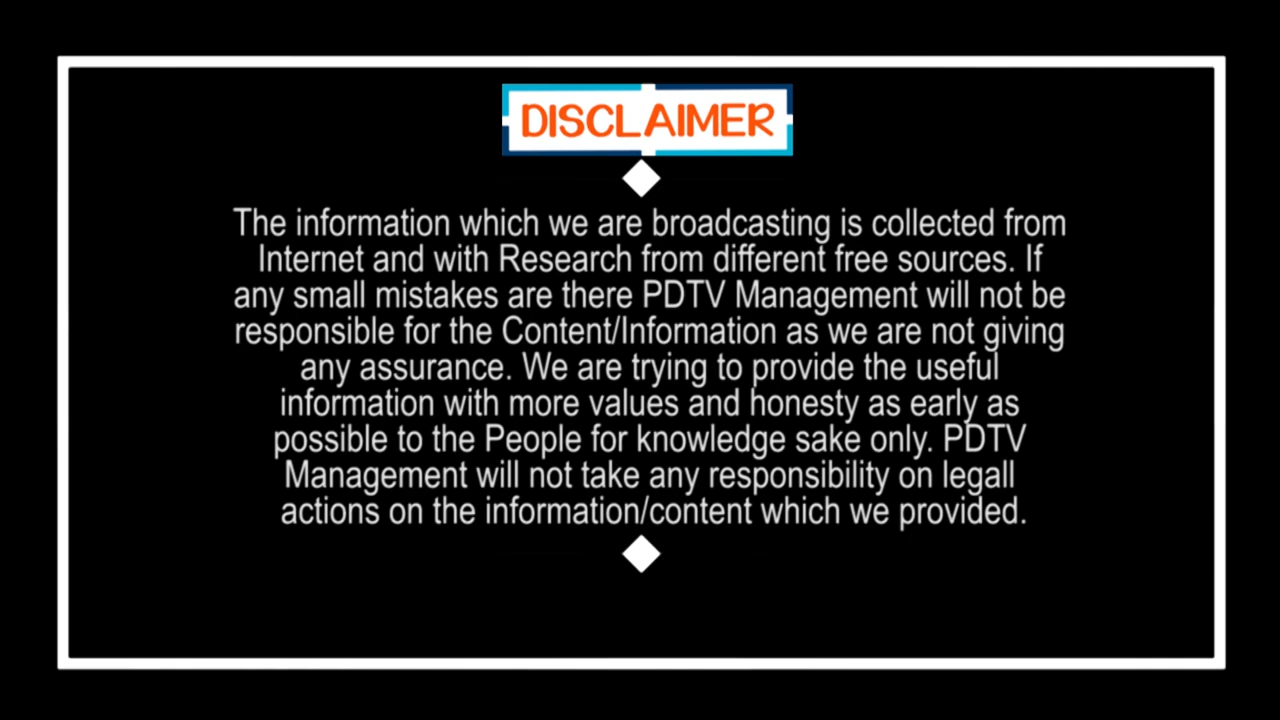 DISCLAIMER
The information which we are broadcasting is collected from
Internet and with Research from different free sources. If
any small mistakes are there PDTV Management will not be
responsible for the Content/Information as we are not giving
any assurance. We are trying to provide the useful
information with more values and honesty as early as
possible to the People for knowledge sake only. PDTV
Management will not take any responsibility on legall
actions on the information/content which we provided.